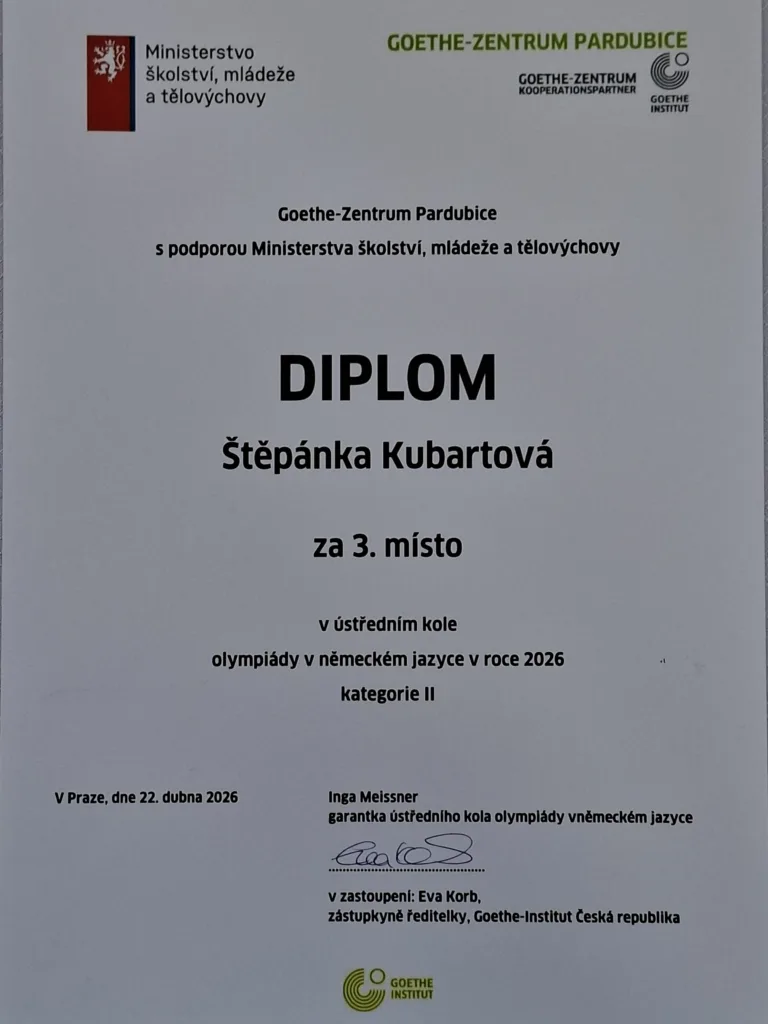 Ministerstvo
školství, mládeže
a tělovýchovy
GOETHE-ZENTRUM PARDUBICE
GOETHE-ZENTRUM
KOOPERATIONSPARTNER
GOETHE
INSTITUT
Goethe-Zentrum Pardubice
s podporou Ministerstva školství, mládeže a tělovýchovy
DIPLOM
Štěpánka Kubartová
za 3. místo
v ústředním kole
olympiády v německém jazyce v roce 2026
kategorie II
V Praze, dne 22. dubna 2026
Inga Meissner
garantka ústředního kola olympiády vněmeckém jazyce
v zastoupení: Eva Korb,
zástupkyně ředitelky, Goethe-Institut Česká republika
GOETHE
INSTITUT